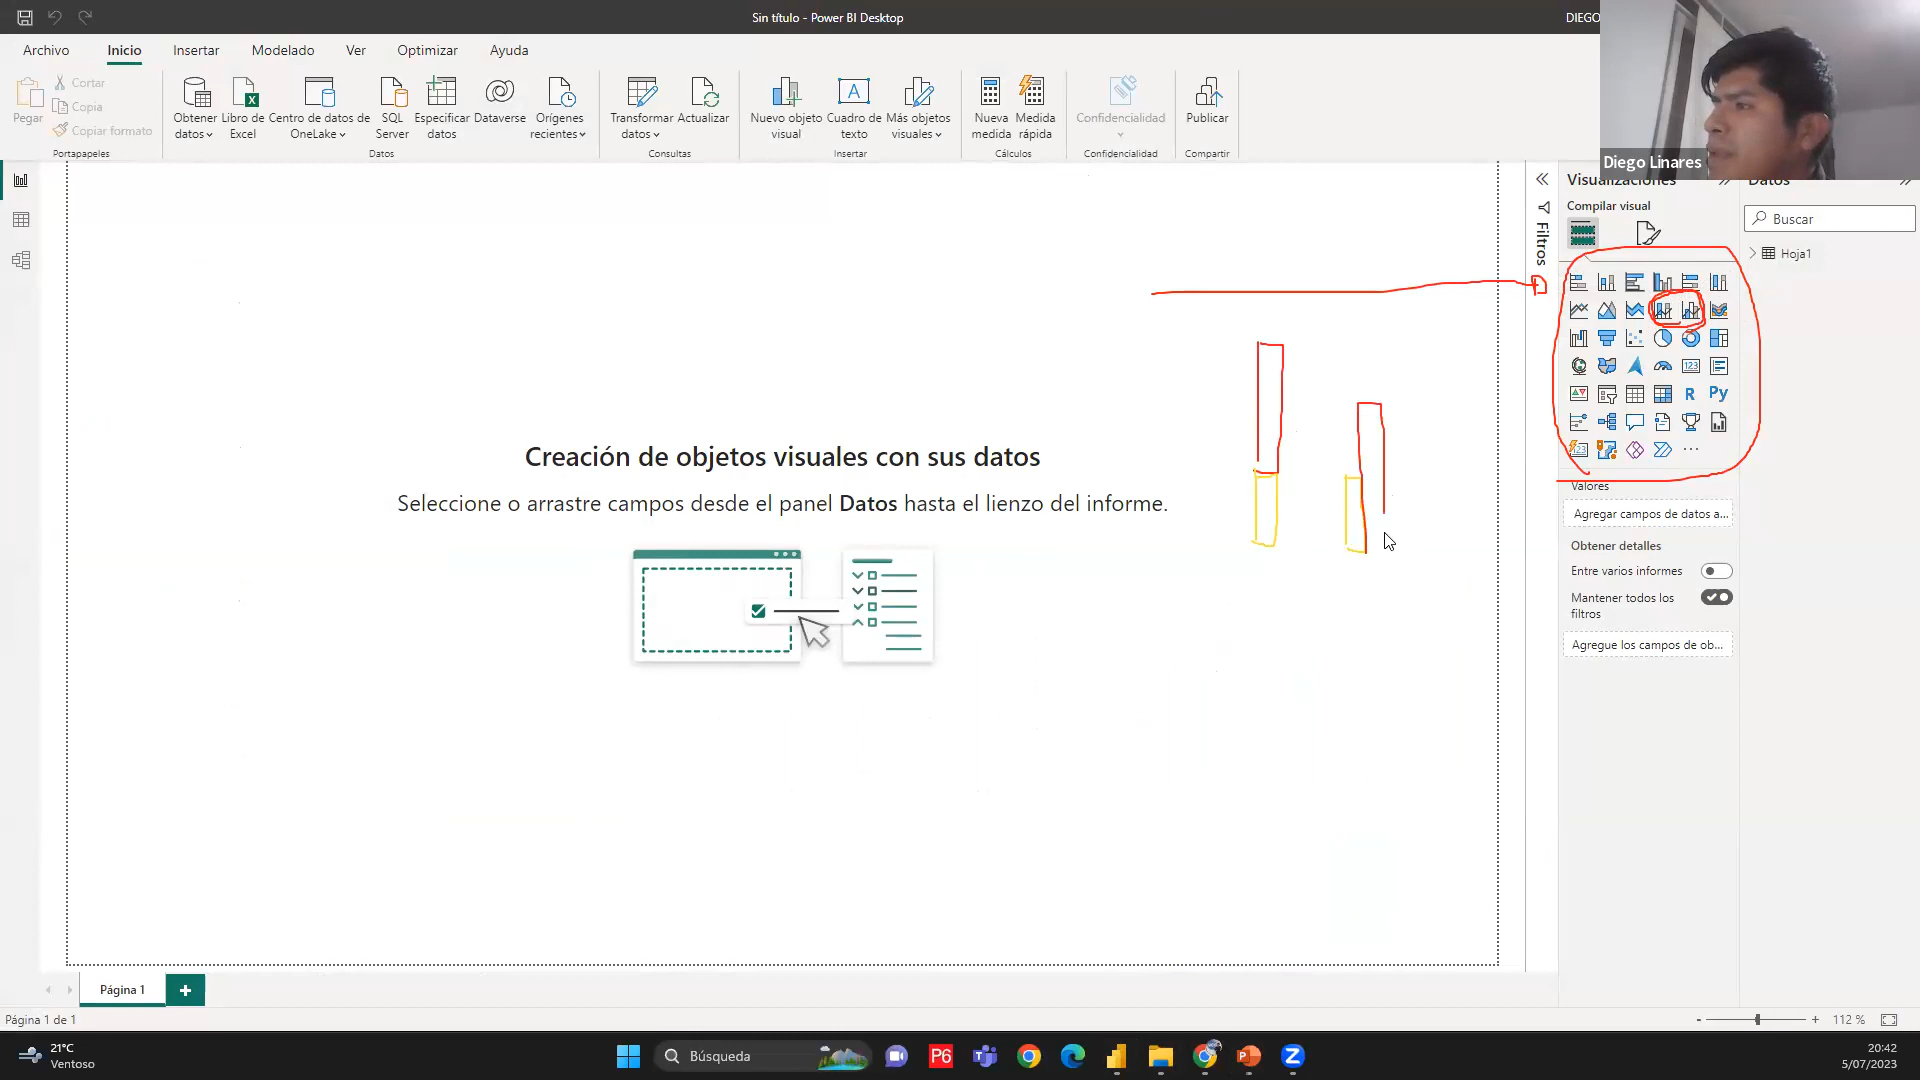 Sin título - Power BI Desktop
DIEGO
Archivo
Inicio
Insertar
Modelado
Ver
Optimizar
Ayuda
Pegar
Cortar
Copia
Copiar formato
Portapapeles
Obtener
datos
Libro de
Excel
Centro de datos de
OneLake
SQL
Server
Especificar
datos
Dataverse
Orígenes
recientes
Datos
Transformar
datos
Actualizar
Consultas
Nuevo objeto
visual
Cuadro de
texto
Más objetos
visuales
Insertar
Nueva
medida
Medida
rápida
Cálculos
Confidencialidad
Confidencialidad
Publicar
Compartir
Diego Linares
Visualizaciones
Datos
Compilar visual
Buscar
Filtros
Hoja1
123
R
Py
123
Valores
Agregar campos de datos a...
Obtener detalles
Entre varios informes
Mantener todos los
filtros
Agregue los campos de ob...
Creación de objetos visuales con sus datos
Seleccione o arrastre campos desde el panel Datos hasta el lienzo del informe.
Página 1
Página 1 de 1
112 %
21°C
Ventoso
Búsqueda
P6
20:42
5/07/2023